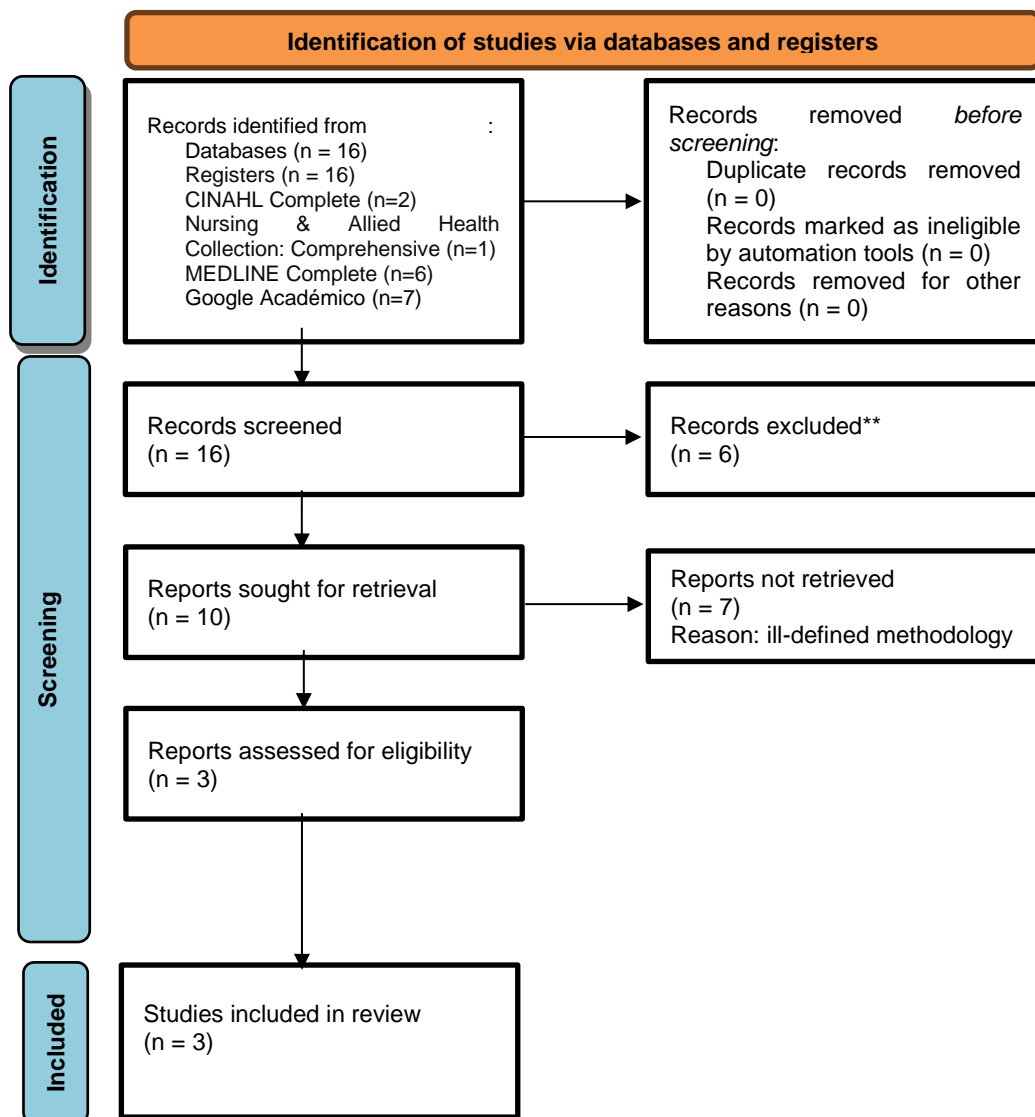 Identification of studies via databases and registers
Identification
Records identified from :
Databases (n = 16)
Registers (n = 16)
CINAHL Complete (n=2)
Nursing & Allied Health
Collection: Comprehensive (n=1)
MEDLINE Complete (n=6)
Google Académico (n=7)
Records removed before
screening:
Duplicate records removed
(n = 0)
Records marked as ineligible
by automation tools (n = 0)
Records removed for other
reasons (n = 0)
Screening
Records screened
(n = 16)
Records excluded**
(n = 6)
Reports sought for retrieval
(n = 10)
Reports not retrieved
(n = 7)
Reason: ill-defined methodology
Reports assessed for eligibility
(n = 3)
Included
Studies included in review
(n = 3)